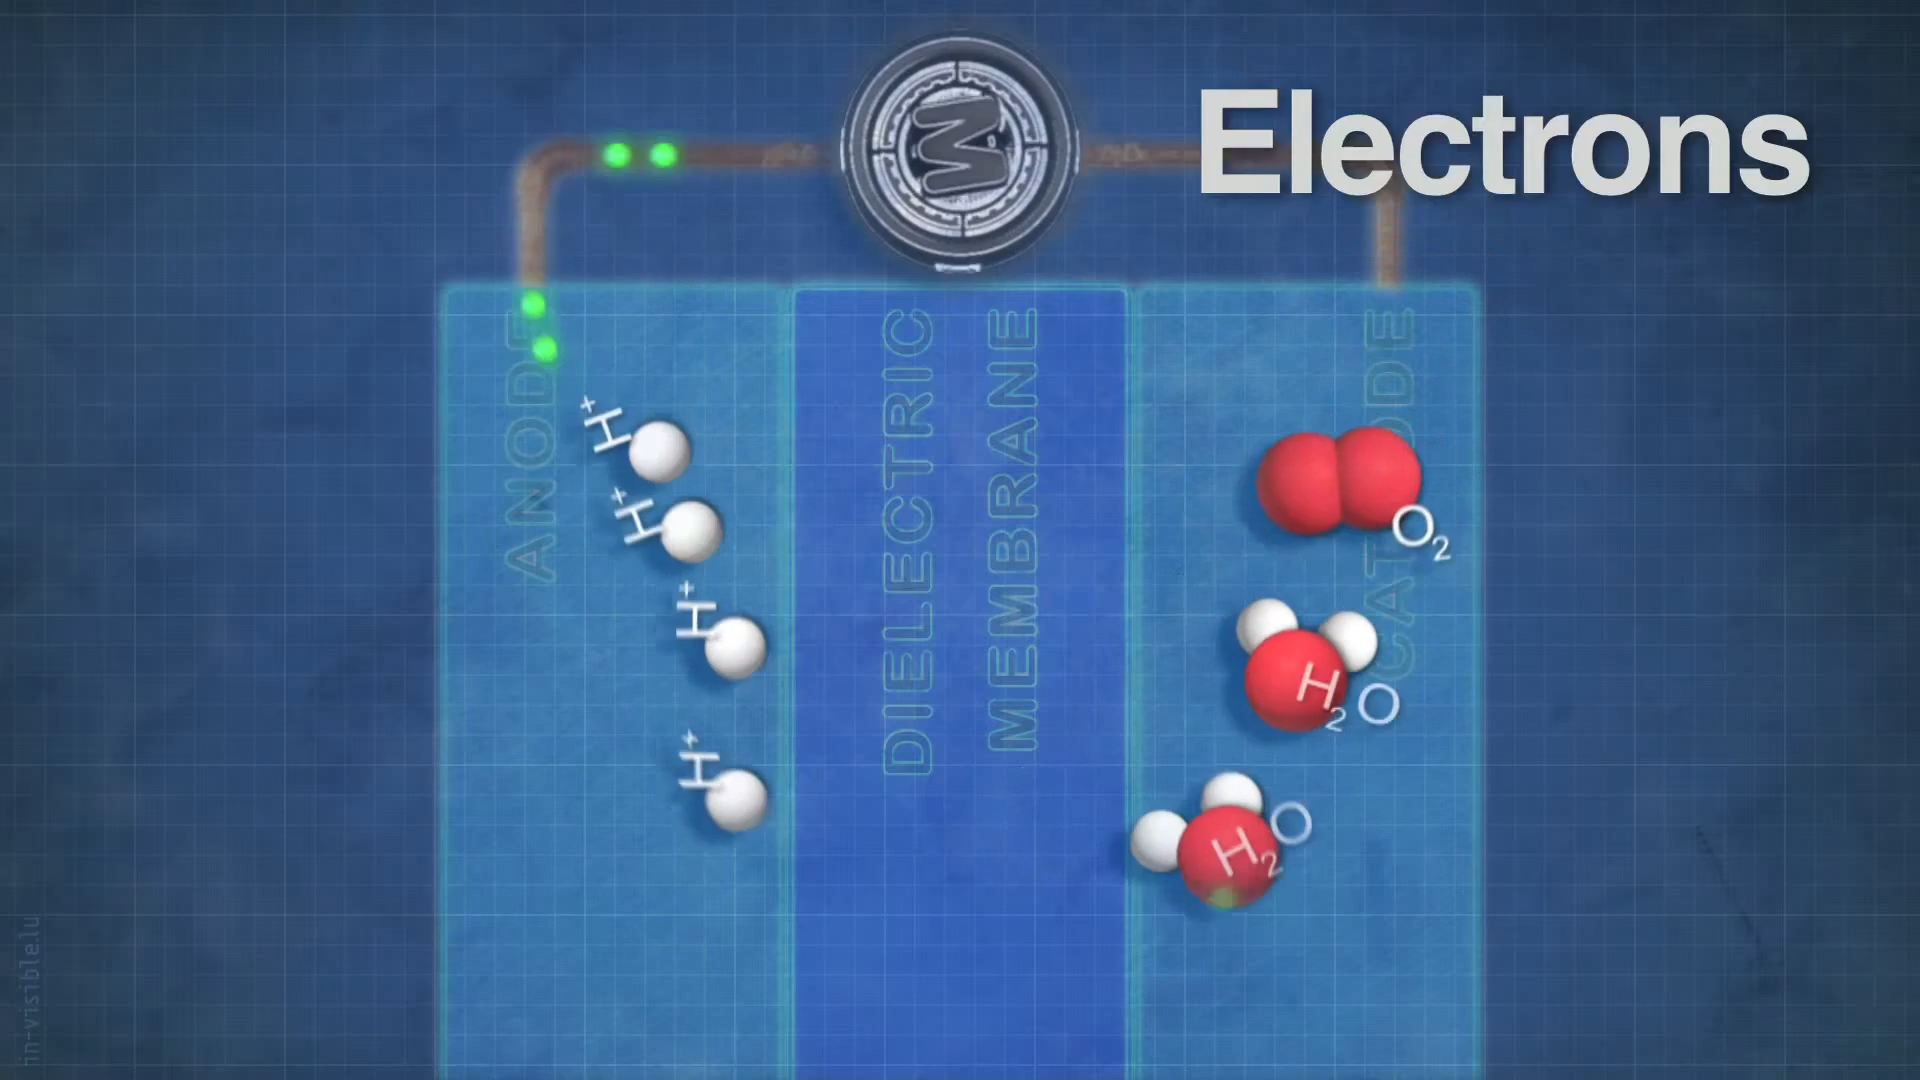 Electrons
M
ANODE
DIELECTRIC
MEMBRANE
CATHODE
H+
H+
H+
H+
O2
H2O
H2O
in-visible.lu